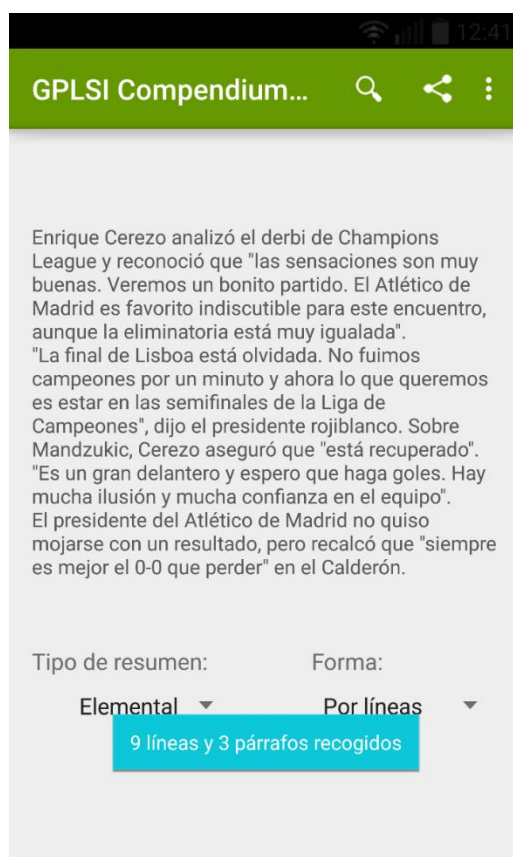 12:41
GPLSI Compendium...
Enrique Cerezo analizó el derbi de Champions
League y reconoció que "las sensaciones son muy
buenas. Veremos un bonito partido. El Atlético de
Madrid es favorito indiscutible para este encuentro,
aunque la eliminatoria está muy igualada".
"La final de Lisboa está olvidada. No fuimos
campeones por un minuto y ahora lo que queremos
es estar en las semifinales de la Liga de
Campeones", dijo el presidente rojiblanco. Sobre
Mandzukic, Cerezo aseguró que "está recuperado".
"Es un gran delantero y espero que haga goles. Hay
mucha ilusión y mucha confianza en el equipo".
El presidente del Atlético de Madrid no quiso
mojarse con un resultado, pero recalcó que "siempre
es mejor el 0-0 que perder" en el Calderón.
Tipo de resumen: Forma:
Elemental Por líneas
9 líneas y 3 párrafos recogidos